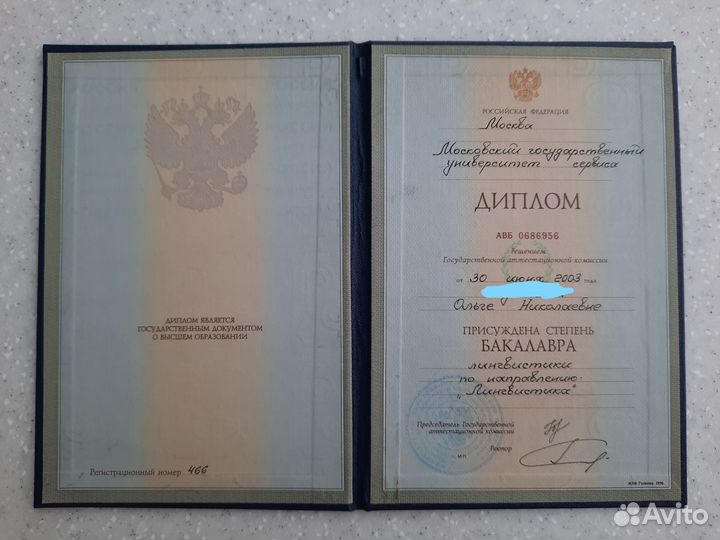 ДИПЛОМ ЯВЛЯЕТСЯ
ГОСУДАРСТВЕННЫМ ДОКУМЕНТОМ
О ВЫСШЕМ ОБРАЗОВАНИИ
Регистрационный номер 466
РОССИЙСКАЯ ФЕДЕРАЦИЯ
Москва
Московский государственный
университет сервиса
ДИПЛОМ
АВБ 0686956
Решением
Государственной аттестационной комиссии
от 30 июня 2003 года
Ольге Николаевне
ПРИСУЖДЕНА СТЕПЕНЬ
БАКАЛАВРА
лингвистики
по направлению
"Лингвистика"
Председатель Государственной
аттестационной комиссии
Ректор
М.П.
Avito